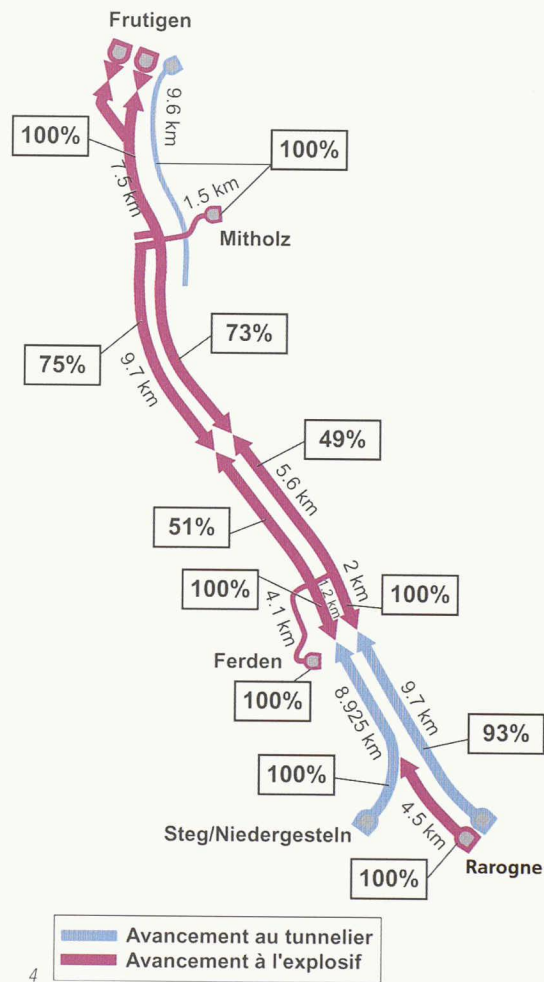 Frutigen
9.6 km
100%
100%
7.5 km
1.5 km
Mitholz
73%
75%
9.7 km
49%
5.6 km
51%
100%
1.2 km
2 km
100%
4.1 km
Ferden
100%
8.925 km
9.7 km
93%
100%
4.5 km
Steg/Niedergesteln
Rarogne
100%
Avancement au tunnelier
Avancement à l'explosif
4